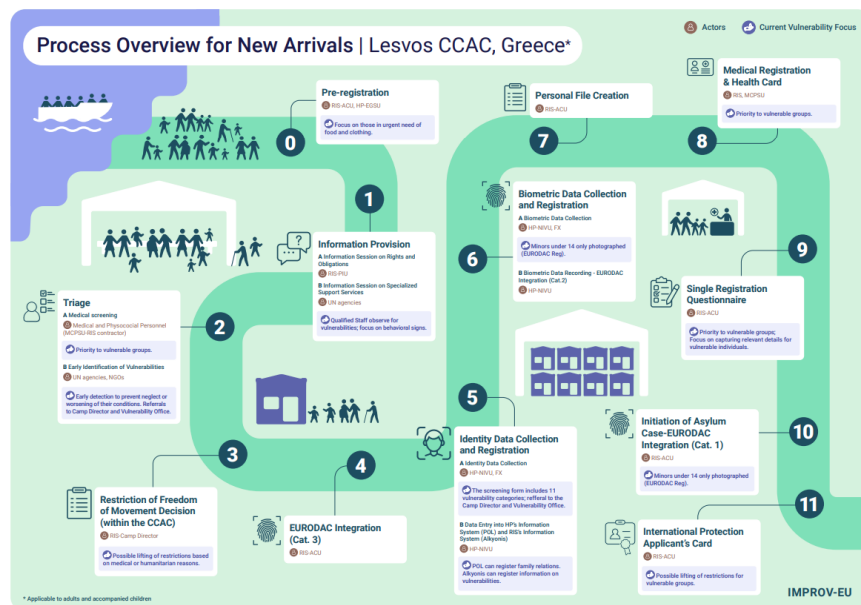 Process Overview for New Arrivals | Lesvos CCAC, Greece*
Actors
Current Vulnerability Focus
0
Pre-registration
RIS-ACU, HP-EGSU
Focus on those in urgent need of
food and clothing.
1
Information Provision
A Information Session on Rights and
Obligations
RIS-PIU
B Information Session on Specialized
Support Services
UN agencies
Qualified Staff observe for
vulnerabilities; focus on behavioral signs.
2
Triage
A Medical screening
Medical and Physococial Personnel
(MCPSU-RIS contractor)
Priority to vulnerable groups.
B Early Identification of Vulnerabilities
UN agencies, NGOs
Early detection to prevent neglect or
worsening of their conditions. Referrals
to Camp Director and Vulnerability Office.
3
Restriction of Freedom
of Movement Decision
(within the CCAC)
RIS-Camp Director
Possible lifting of restrictions based
on medical or humanitarian reasons.
4
EURODAC Integration
(Cat. 3)
RIS-ACU
5
Identity Data Collection
and Registration
A Identity Data Collection
HP-NIVU, FX
The screening form includes 11
vulnerability categories; refferal to the
Camp Director and Vulnerability Office.
B Data Entry into HP's Information
System (POL) and RIS's Information
System (Alkyonis)
HP-NIVU
POL can register family relations.
Alkyonis can register information on
vulnerabilities.
6
Biometric Data Collection
and Registration
A Biometric Data Collection
HP-NIVU, FX
Minors under 14 only photographed
(EURODAC Reg).
B Biometric Data Recording - EURODAC
Integration (Cat.2)
HP-NIVU
7
Personal File Creation
RIS-ACU
8
Medical Registration
& Health Card
RIS, MCPSU
Priority to vulnerable groups.
9
Single Registration
Questionnaire
RIS-ACU
Priority to vulnerable groups;
Focus on capturing relevant details for
vulnerable individuals.
10
Initiation of Asylum
Case-EURODAC
Integration (Cat. 1)
RIS-ACU
Minors under 14 only photographed
(EURODAC Reg).
11
International Protection
Applicant's Card
RIS-ACU
Possible lifting of restrictions for
vulnerable groups.
* Applicable to adults and accompanied children
IMPROV-EU